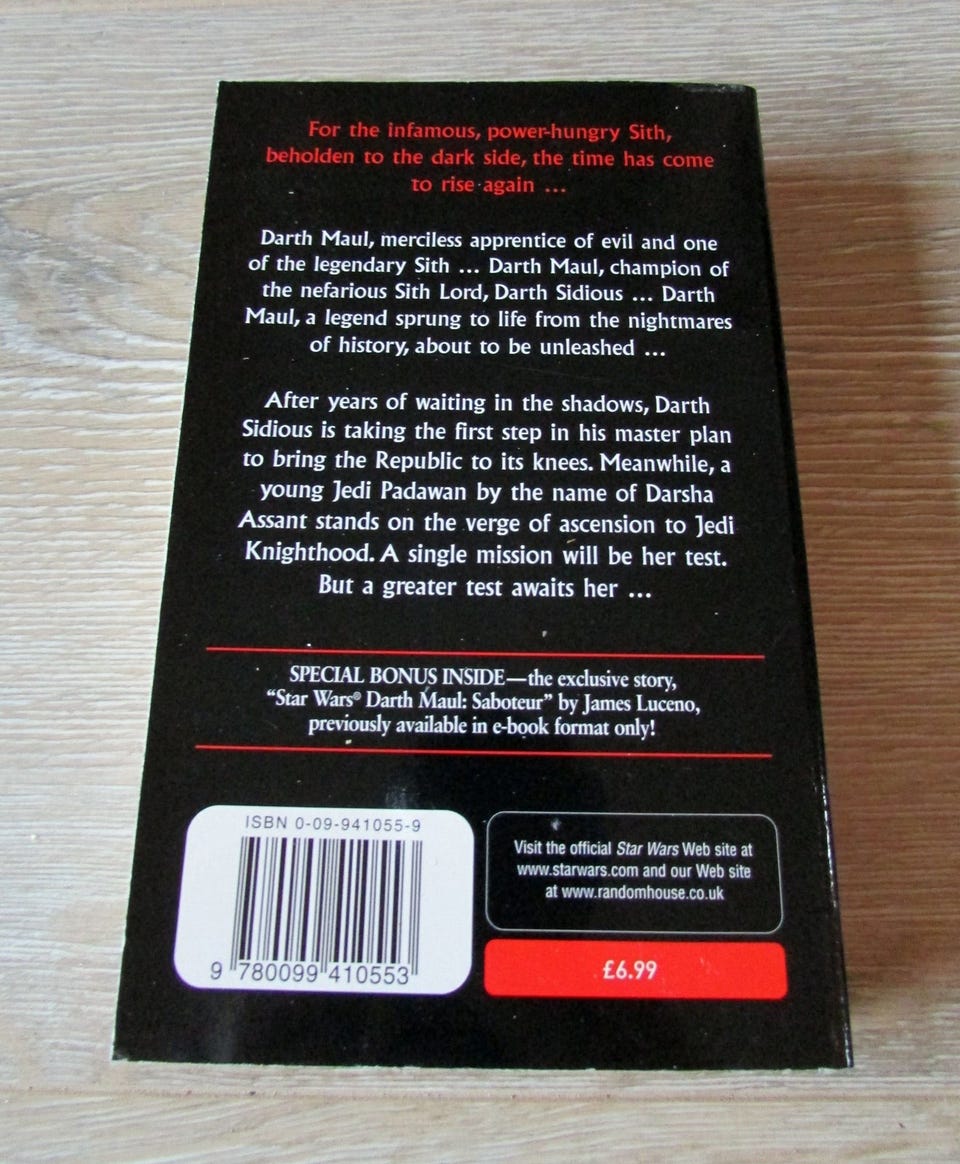 For the infamous, power-hungry Sith,
beholden to the dark side, the time has come
to rise again ...
Darth Maul, merciless apprentice of evil and one
of the legendary Sith ... Darth Maul, champion of
the nefarious Sith Lord, Darth Sidious ... Darth
Maul, a legend sprung to life from the nightmares
of history, about to be unleashed ...
After years of waiting in the shadows, Darth
Sidious is taking the first step in his master plan
to bring the Republic to its knees. Meanwhile, a
young Jedi Padawan by the name of Darsha
Assant stands on the verge of ascension to Jedi
Knighthood. A single mission will be her test.
But a greater test awaits her ...
SPECIAL BONUS INSIDE—the exclusive story,
“Star Wars® Darth Maul: Saboteur” by James Luceno,
previously available in e-book format only!
ISBN 0-09-941055-9
9 780099 410553
Visit the official Star Wars Web site at
www.starwars.com and our Web site
at www.randomhouse.co.uk
£6.99